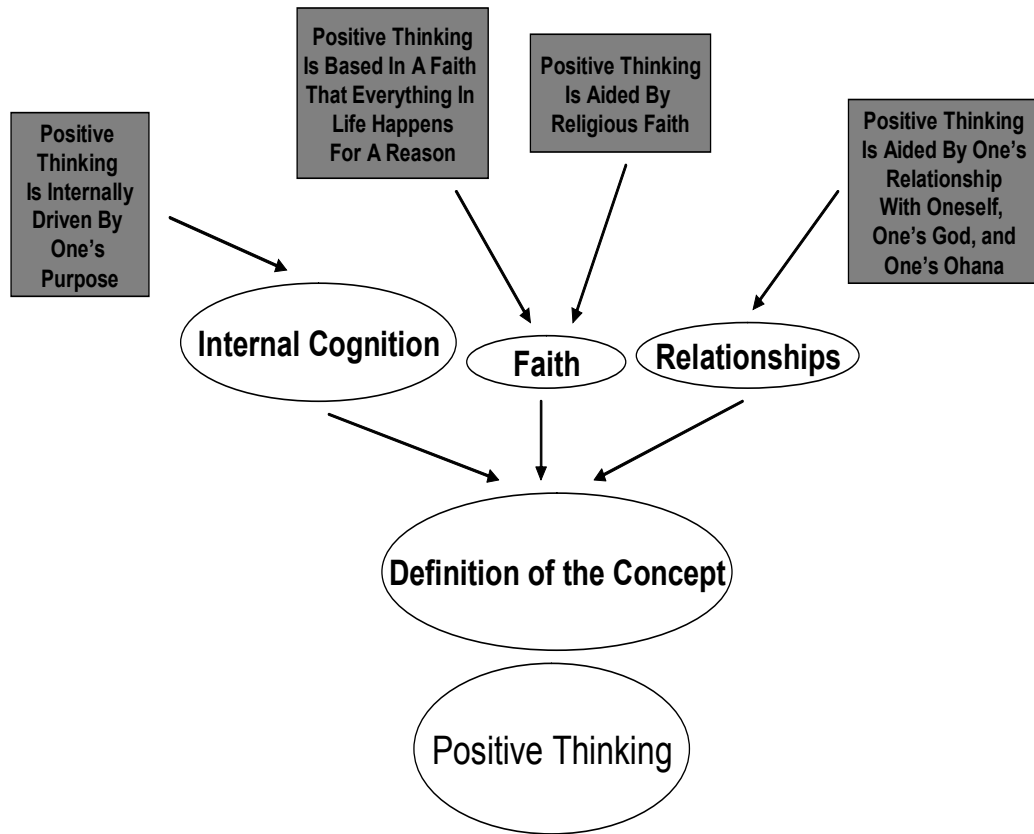 Positive Thinking
Is Based In A Faith
That Everything In
Life Happens
For A Reason
Positive Thinking
Is Aided By
Religious Faith
Positive Thinking
Is Aided By One’s
Relationship
With Oneself,
One’s God, and
One’s Ohana
Positive
Thinking
Is Internally
Driven By
One’s
Purpose
Internal Cognition
Faith
Relationships
Definition of the Concept
Positive Thinking